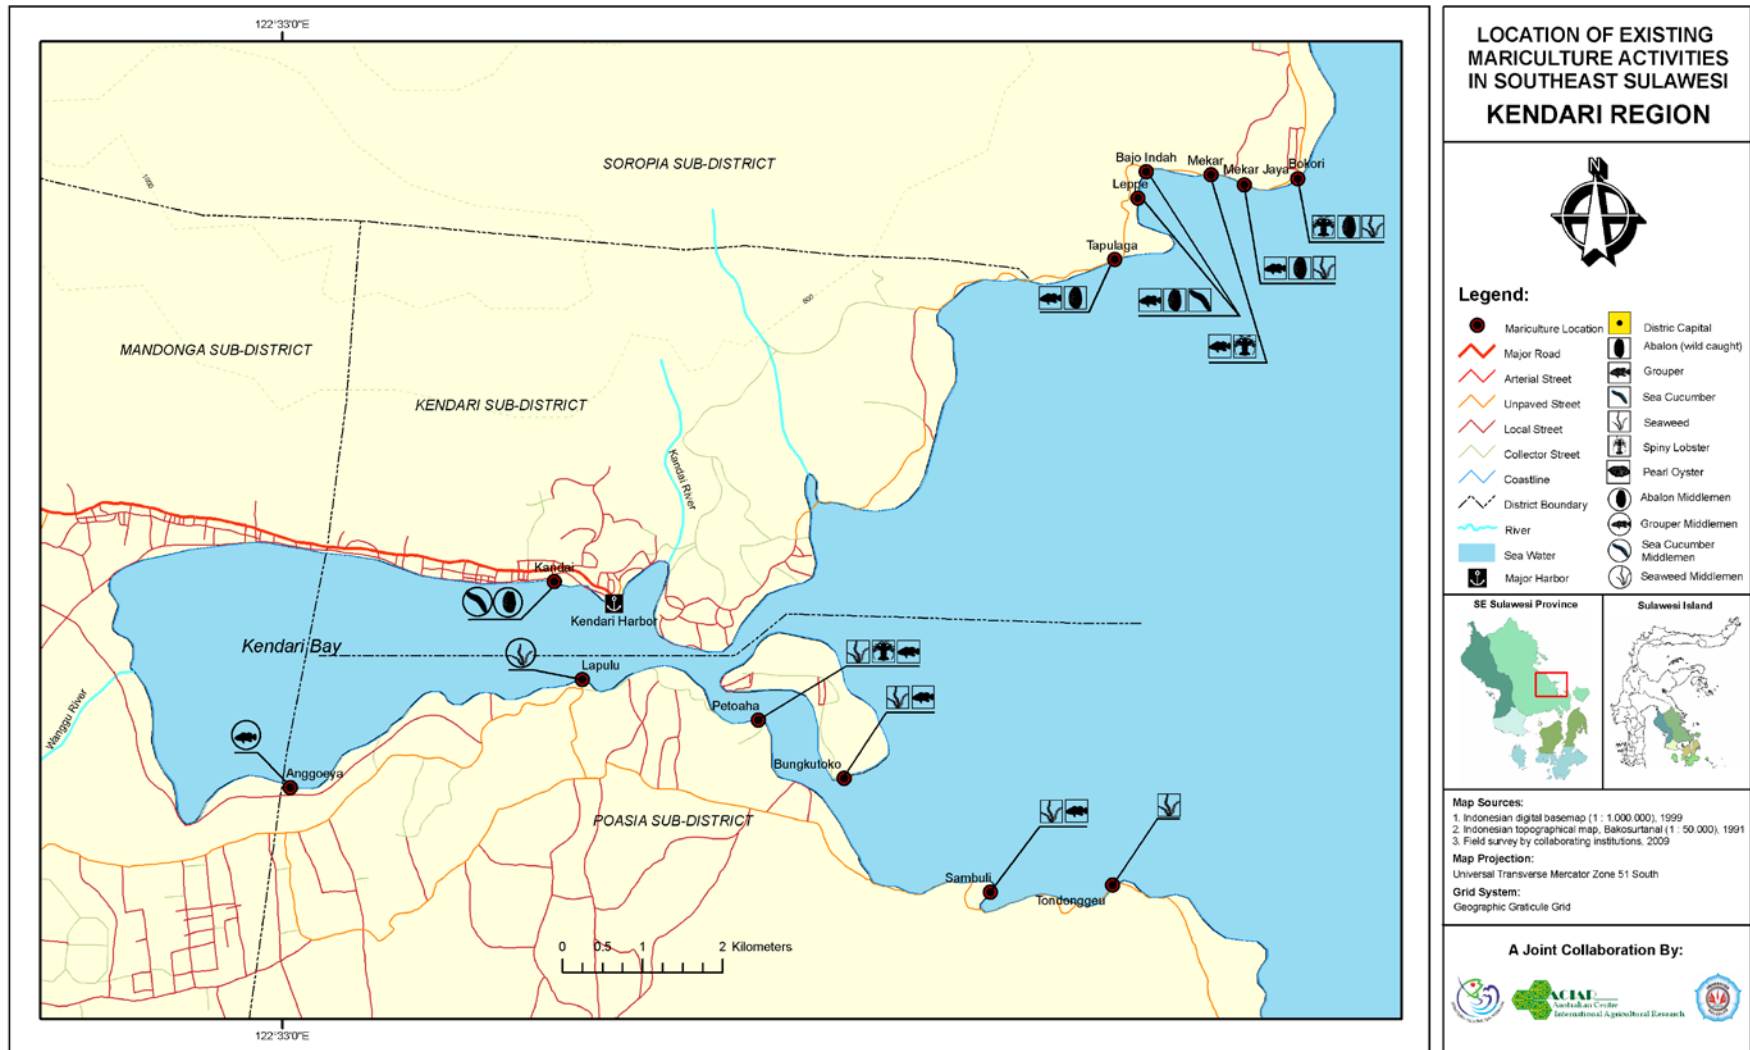 122°33'0"E
LOCATION OF EXISTING
MARICULTURE ACTIVITIES
IN SOUTHEAST SULAWESI
KENDARI REGION
N
SOROPIA SUB-DISTRICT
Bajo Indah
Mekar
Mekar Jaya
Bokori
Leppe
Tapulaga
1000
500
MANDONGA SUB-DISTRICT
KENDARI SUB-DISTRICT
Kandai River
Kandai
Kendari Harbor
Kendari Bay
Lapulu
Petoaha
Wanggu River
Anggoeya
Bungkutoko
POASIA SUB-DISTRICT
Sambuli
Tondonggeu
0 0.5 1 2 Kilometers
122°33'0"E
Legend:
Mariculture Location
Major Road
Arterial Street
Unpaved Street
Local Street
Collector Street
Coastline
District Boundary
River
Sea Water
Major Harbor
Distric Capital
Abalon (wild caught)
Grouper
Sea Cucumber
Seaweed
Spiny Lobster
Pearl Oyster
Abalon Middlemen
Grouper Middlemen
Sea Cucumber
Middlemen
Seaweed Middlemen
SE Sulawesi Province
Sulawesi Island
Map Sources:
1. Indonesian digital basemap (1 : 1.000.000), 1999
2. Indonesian topographical map, Bakosurtanal (1 : 50.000), 1991
3. Field survey by collaborating institutions, 2009
Map Projection:
Universal Transverse Mercator Zone 51 South
Grid System:
Geographic Graticule Grid
A Joint Collaboration By:
ACIAR
Australian Centre
International Agricultural Research